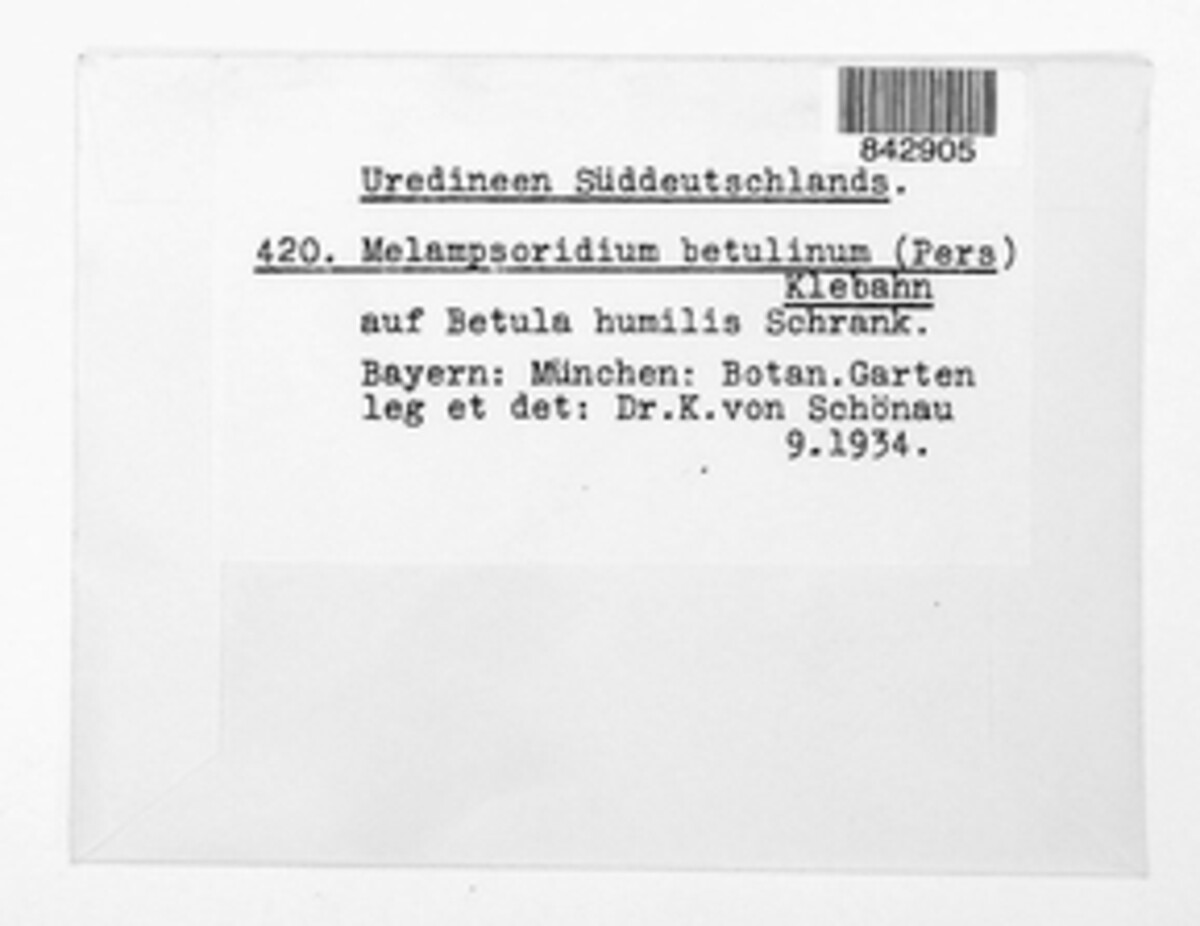 842905
Uredineen Süddeutschlands.
420. Melampsoridium betulinum (Pers)
Klebahn
auf Betula humilis Schrank.
Bayern: München: Botan.Garten
leg et det: Dr.K.von Schönau
9.1934.